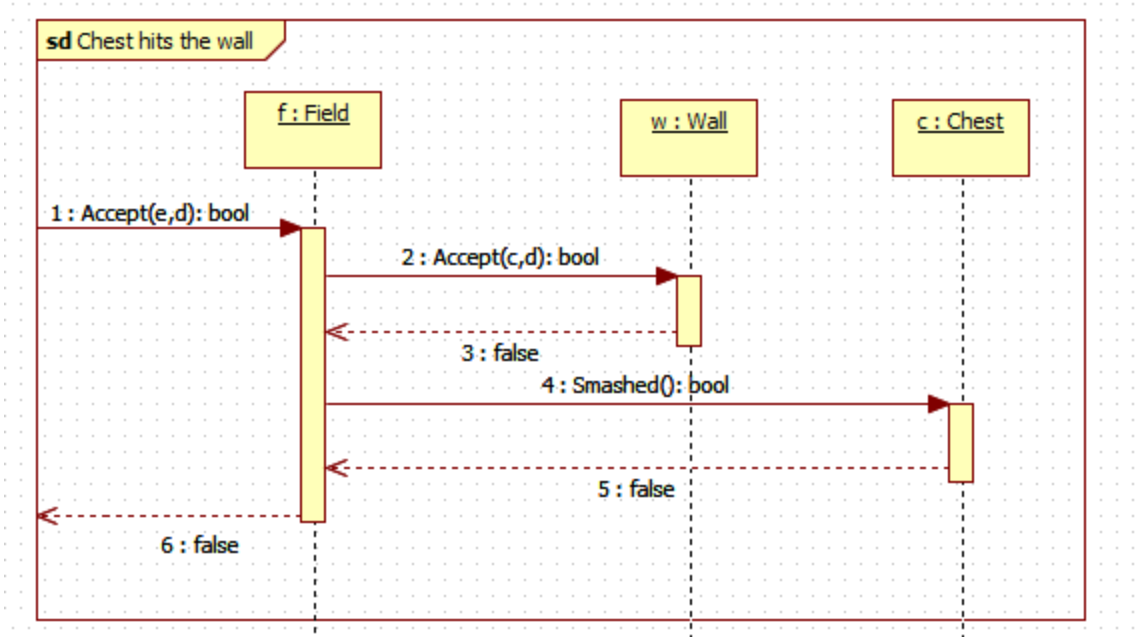 sd Chest hits the wall
f : Field
w : Wall
c : Chest
1 : Accept(e,d): bool
2 : Accept(c,d): bool
3 : false
4 : Smashed(): bool
5 : false
6 : false